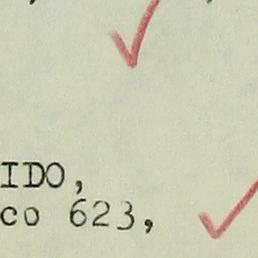 IDO,
co 623,